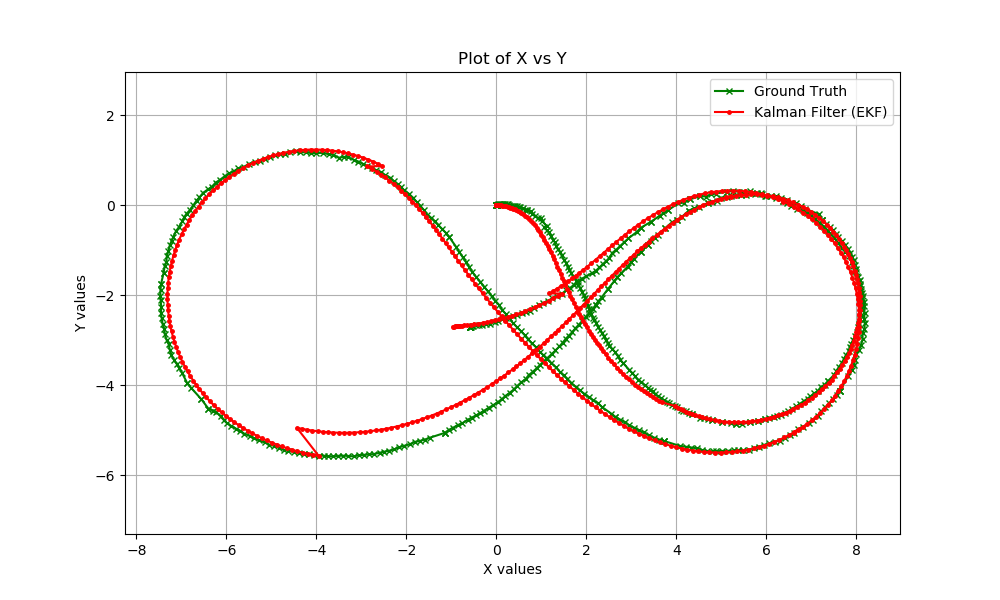 Plot of X vs Y
Ground Truth
Kalman Filter (EKF)
Y values
2
0
−2
−4
−6
−8 −6 −4 −2 0 2 4 6 8
X values